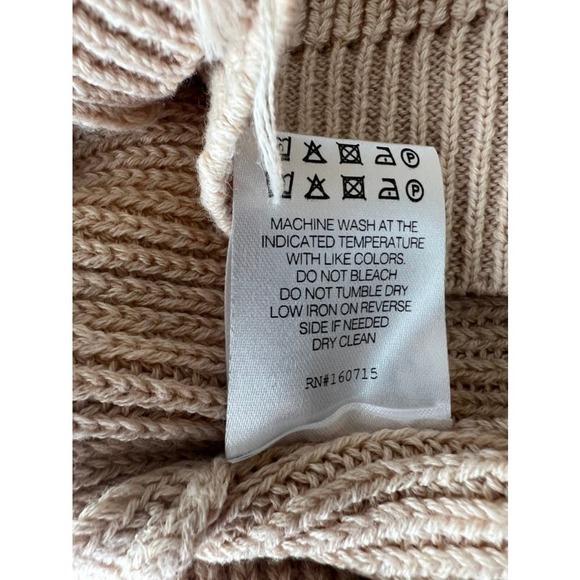 MACHINE WASH AT THE
INDICATED TEMPERATURE
WITH LIKE COLORS.
DO NOT BLEACH
DO NOT TUMBLE DRY
LOW IRON ON REVERSE
SIDE IF NEEDED
DRY CLEAN
RN#160715